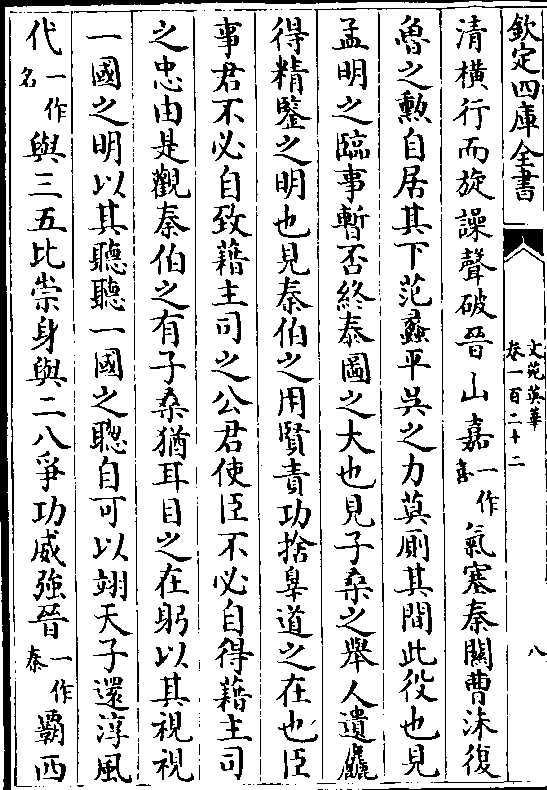 欽定四庫全書
文苑英華
卷一百二十二
八
清橫行而旋譟聲破晉山嘉一作喜氣塞秦關曹沬復
魯之勲自居其下范蠡平吳之力莫厠其間此役也見
孟明之臨事暫否終泰圖之大也見子桑之舉人遺麤
得精鑒之明也見秦伯之用賢責功捨辠道之在也臣
事君不必自致藉主司之公君使臣不必自得藉主司
之忠由是觀秦伯之有子桑猶耳目之在躬以其視視
一國之明以其聽聽一國之聰自可以翊天子還淳風
代一作名與三五比崇身與二八爭功威強晉一作秦霸西